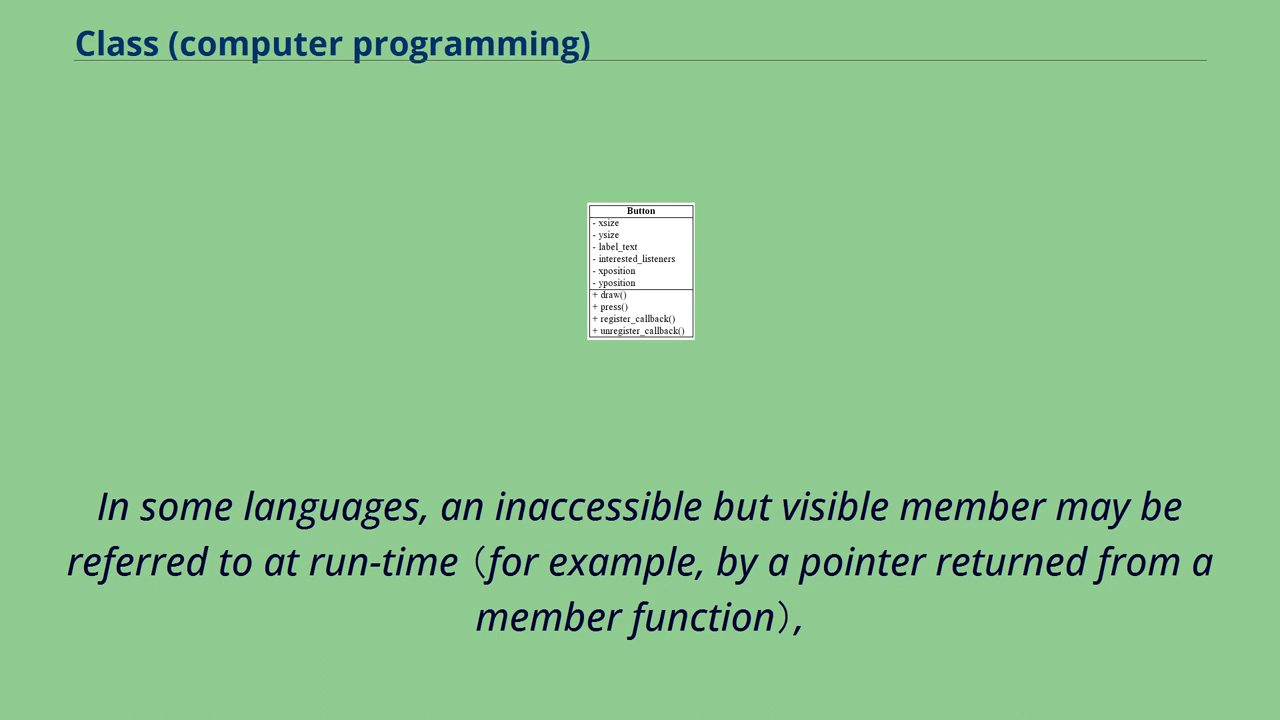 Class (computer programming)
Button
- xsize
- ysize
- label_text
- interested_listeners
- xposition
- yposition
+ draw()
+ press()
+ register_callback()
+ unregister_callback()
In some languages, an inaccessible but visible member may be
referred to at run-time (for example, by a pointer returned from a
member function),